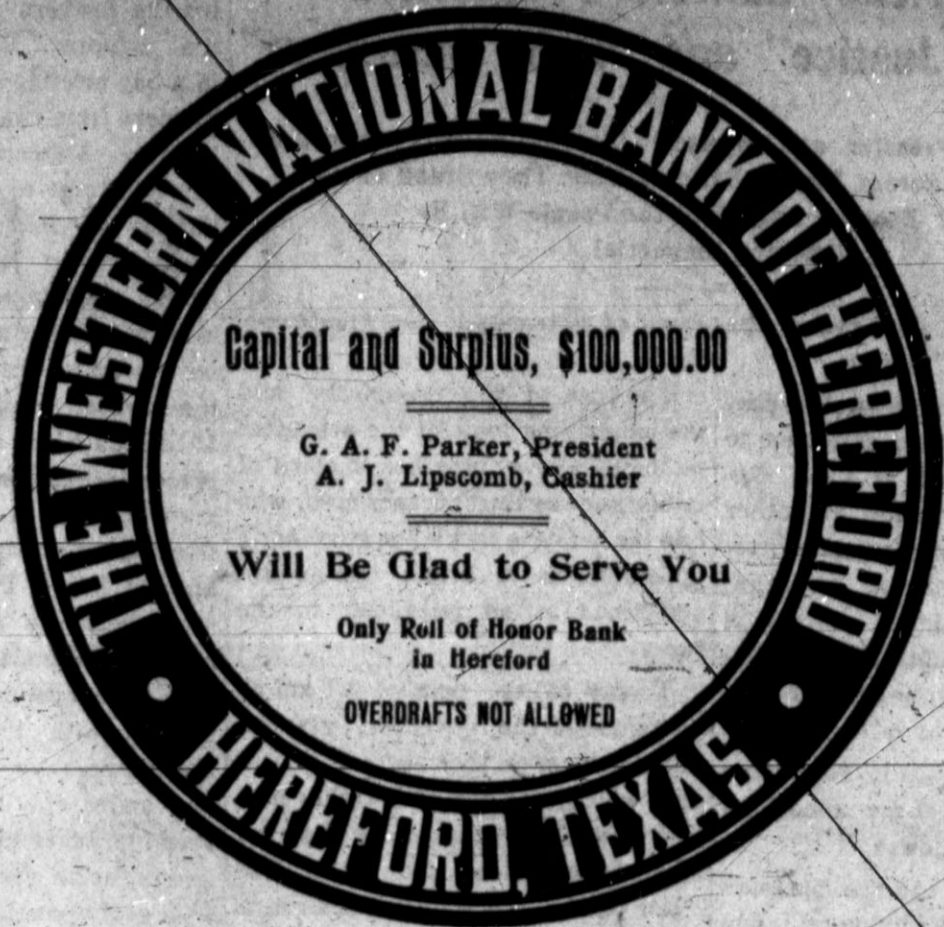 THE WESTERN NATIONAL BANK OF HEREFORD
Capital and Surplus, $100,000.00
G. A. F. Parker, President
A. J. Lipscomb, Cashier
Will Be Glad to Serve You
Only Roll of Honor Bank
in Hereford
OVERDRAFTS NOT ALLOWED
HEREFORD, TEXAS.